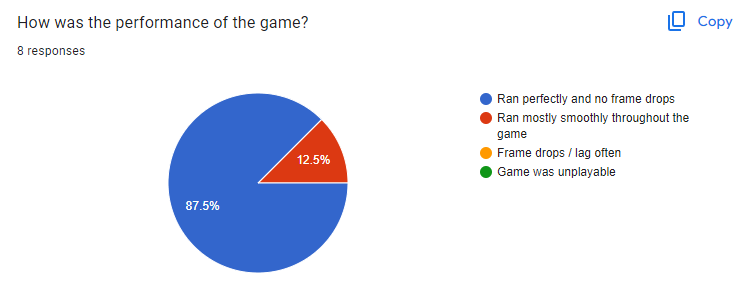 How was the performance of the game?
Copy
8 responses
Ran perfectly and no frame drops
Ran mostly smoothly throughout the
game
Frame drops / lag often
Game was unplayable
12.5%
87.5%